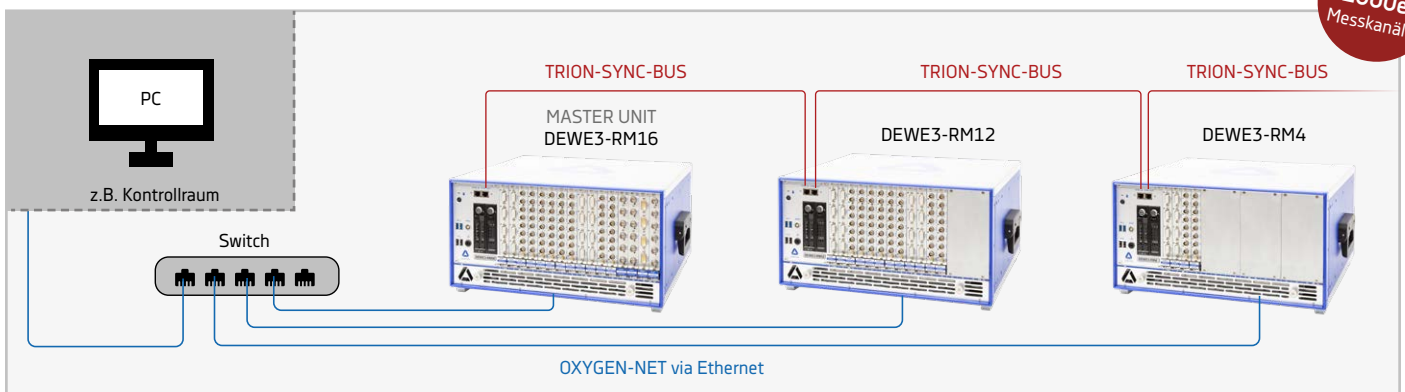 Messkanäl
PC
z.B. Kontrollraum
Switch
TRION-SYNC-BUS
TRION-SYNC-BUS
TRION-SYNC-BUS
MASTER UNIT
DEWE3-RM16
DEWE3-RM12
DEWE3-RM4
OXYGEN-NET via Ethernet